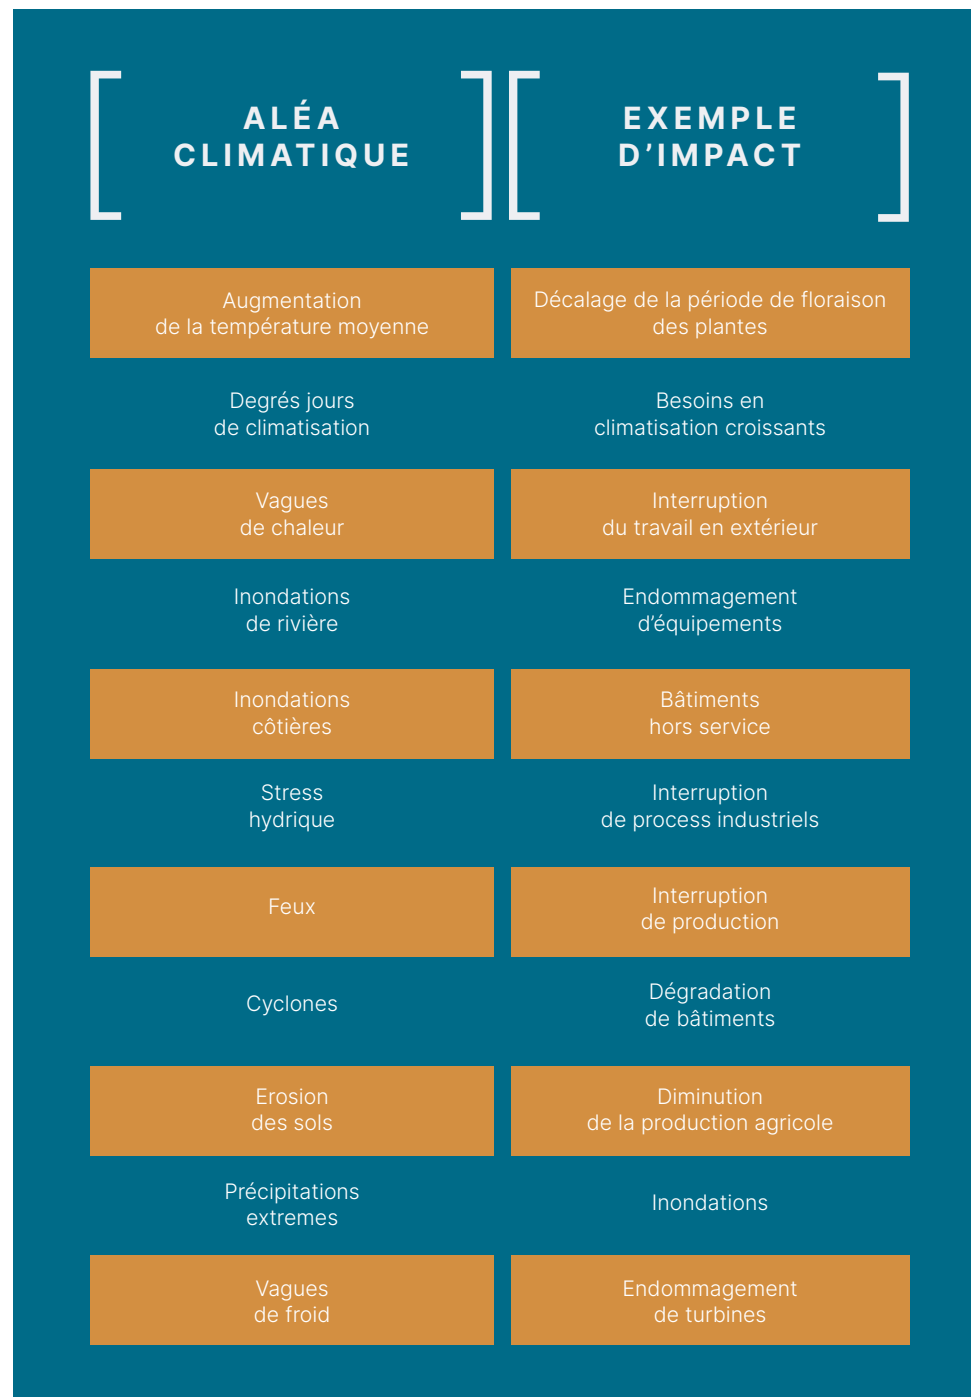 ALÉA
CLIMATIQUE
EXEMPLE
D’IMPACT
Augmentation
de la température moyenne
Décalage de la période de floraison
des plantes
Degrés jours
de climatisation
Besoins en
climatisation croissants
Vagues
de chaleur
Interruption
du travail en extérieur
Inondations
de rivière
Endommagement
d’équipements
Inondations
côtières
Bâtiments
hors service
Stress
hydrique
Interruption
de process industriels
Feux
Interruption
de production
Cyclones
Dégradation
de bâtiments
Erosion
des sols
Diminution
de la production agricole
Précipitations
extremes
Inondations
Vagues
de froid
Endommagement
de turbines